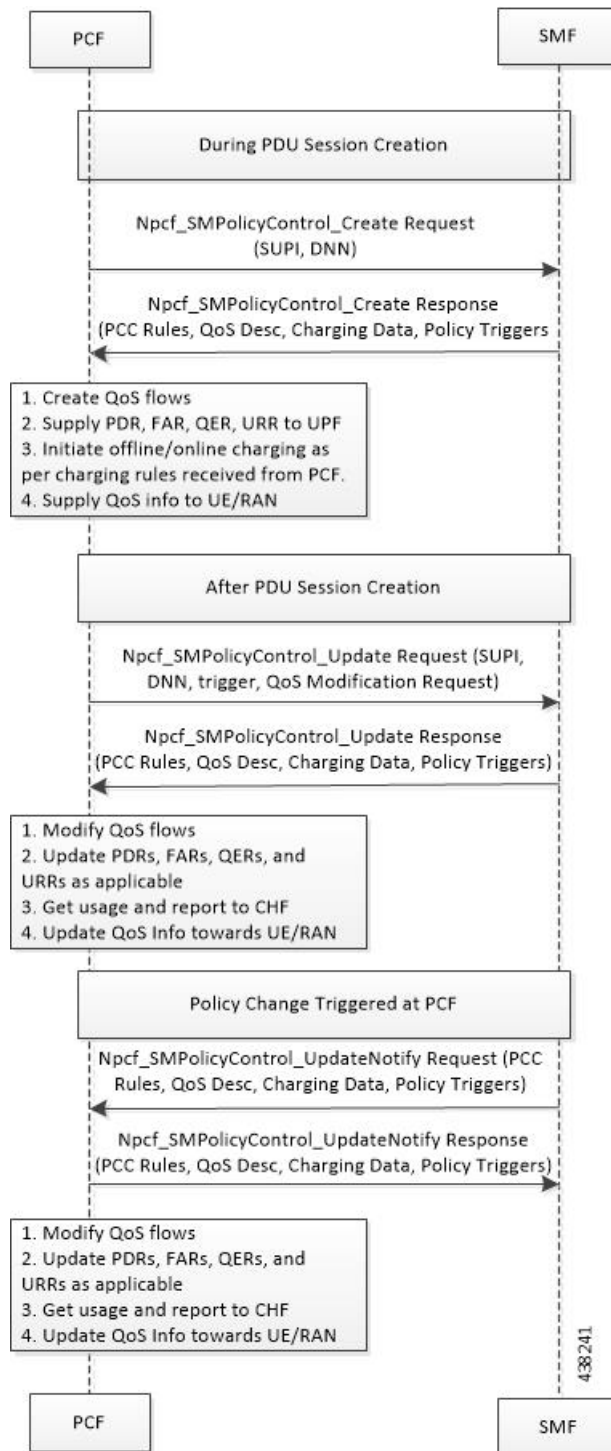 PCF
SMF
During PDU Session Creation
Npcf_SMPolicyControl_Create Request
(SUPI, DNN)
Npcf_SMPolicyControl_Create Response
(PCC Rules, QoS Desc, Charging Data, Policy Triggers
1. Create QoS flows
2. Supply PDR, FAR, QER, URR to UPF
3. Initiate offline/online charging as
per charging rules received from PCF.
4. Supply QoS info to UE/RAN
After PDU Session Creation
Npcf_SMPolicyControl_Update Request (SUPI,
DNN, trigger, QoS Modification Request)
Npcf_SMPolicyControl_Update Response
(PCC Rules, QoS Desc, Charging Data, Policy Triggers)
1. Modify QoS flows
2. Update PDRs, FARs, QERs, and
URRs as applicable
3. Get usage and report to CHF
4. Update QoS Info towards UE/RAN
Policy Change Triggered at PCF
Npcf_SMPolicyControl_UpdateNotify Request (PCC
Rules, QoS Desc, Charging Data, Policy Triggers)
Npcf_SMPolicyControl_UpdateNotify Response
(PCC Rules, QoS Desc, Charging Data, Policy Triggers)
1. Modify QoS flows
2. Update PDRs, FARs, QERs, and
URRs as applicable
3. Get usage and report to CHF
4. Update QoS Info towards UE/RAN
438241
PCF
SMF